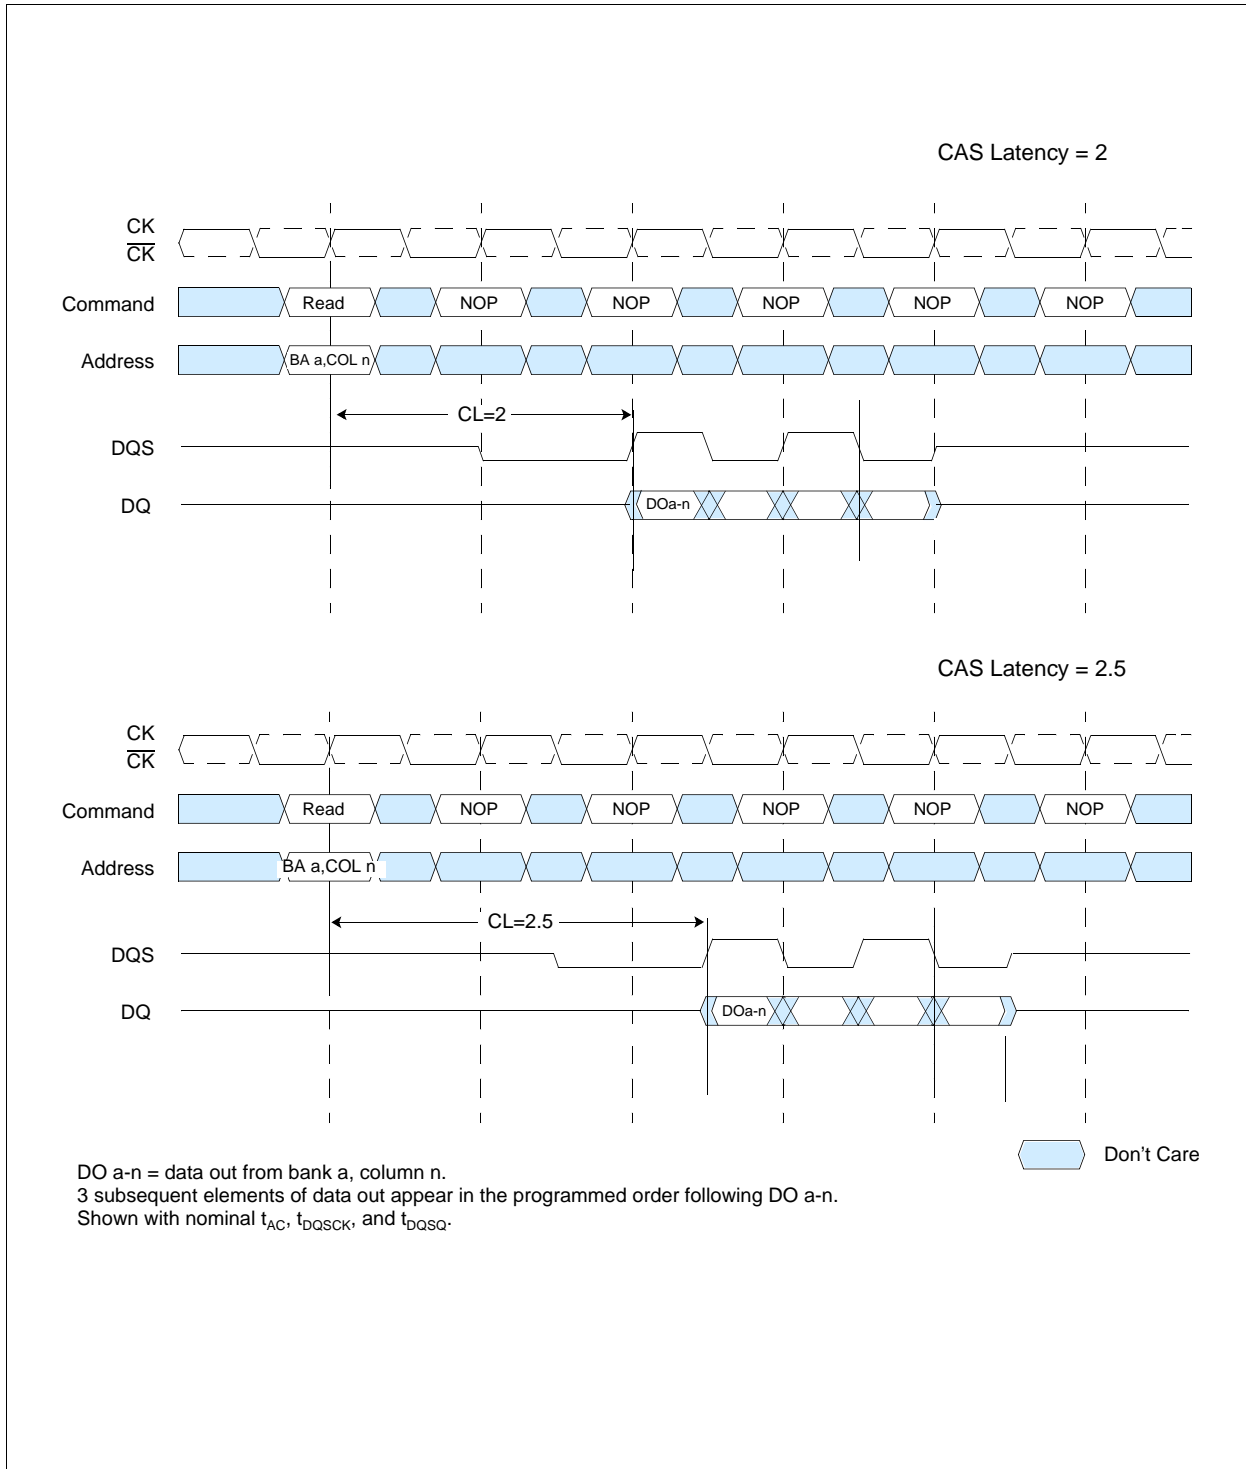 CAS Latency = 2
CK
CK
Command
Read NOP NOP NOP NOP NOP
Address
BA a,COL n
CL=2
DQS
DQ
DOa-n
CAS Latency = 2.5
CK
CK
Command
Read NOP NOP NOP NOP NOP
Address
BA a,COL n
CL=2.5
DQS
DQ
DOa-n
Don't Care
DO a-n = data out from bank a, column n.
3 subsequent elements of data out appear in the programmed order following DO a-n.
Shown with nominal tAC, tDQSCK, and tDQSQ.